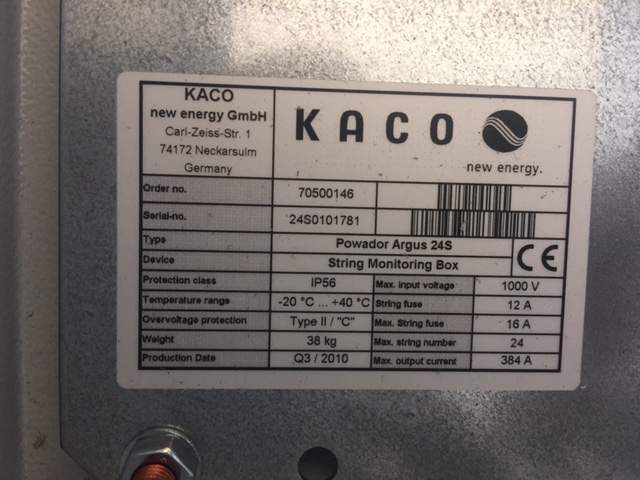 KACO
new energy GmbH
Carl-Zeiss-Str. 1
74172 Neckarsulm
Germany
KACO
new energy.
Order no. 70500146
Serial-no. 24S0101781
Type Powador Argus 24S
Device String Monitoring Box
CE
Protection class IP56 Max. input voltage 1000 V
Temperature range -20 °C ... +40 °C String fuse 12 A
Overvoltage protection Type II / "C" Max. String fuse 16 A
Weight 38 kg Max. string number 24
Production Date Q3 / 2010 Max. output current 384 A